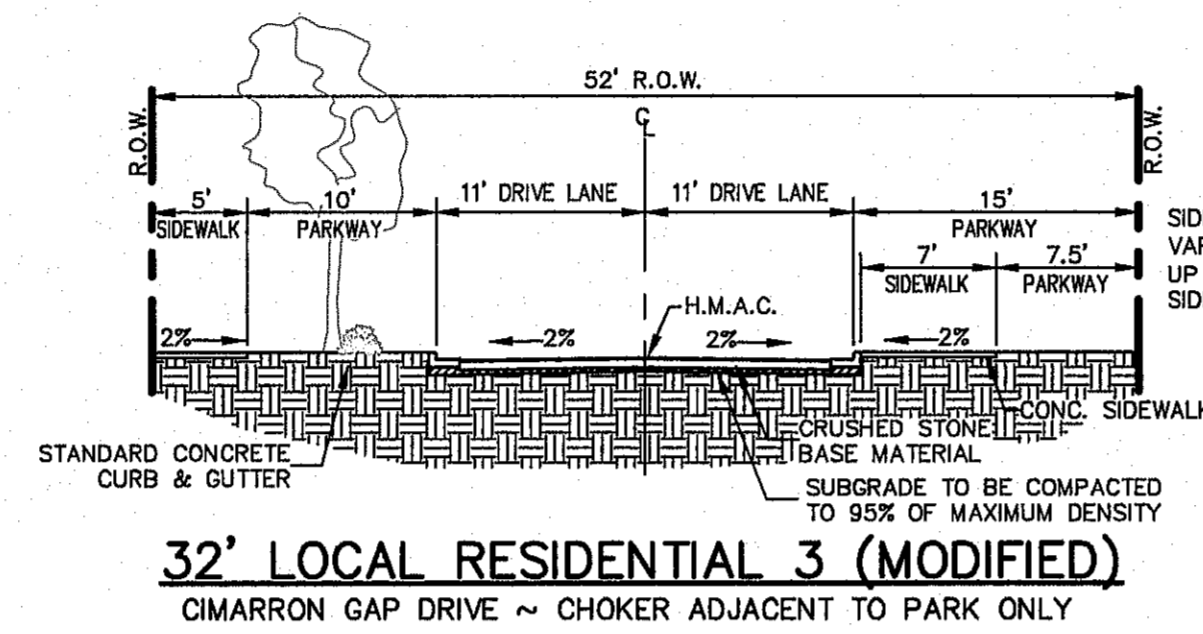 52' R.O.W.
R.O.W.
R.O.W.
℄
5'
SIDEWALK
10'
PARKWAY
11' DRIVE LANE
11' DRIVE LANE
15'
PARKWAY
7'
SIDEWALK
7.5'
PARKWAY
UP
2%
2%
2%
2%
H.M.A.C.
CONC. SIDEWALK
STANDARD CONCRETE
CURB & GUTTER
CRUSHED STONE
BASE MATERIAL
SUBGRADE TO BE COMPACTED
TO 95% OF MAXIMUM DENSITY
32' LOCAL RESIDENTIAL 3 (MODIFIED)
CIMARRON GAP DRIVE ~ CHOKER ADJACENT TO PARK ONLY